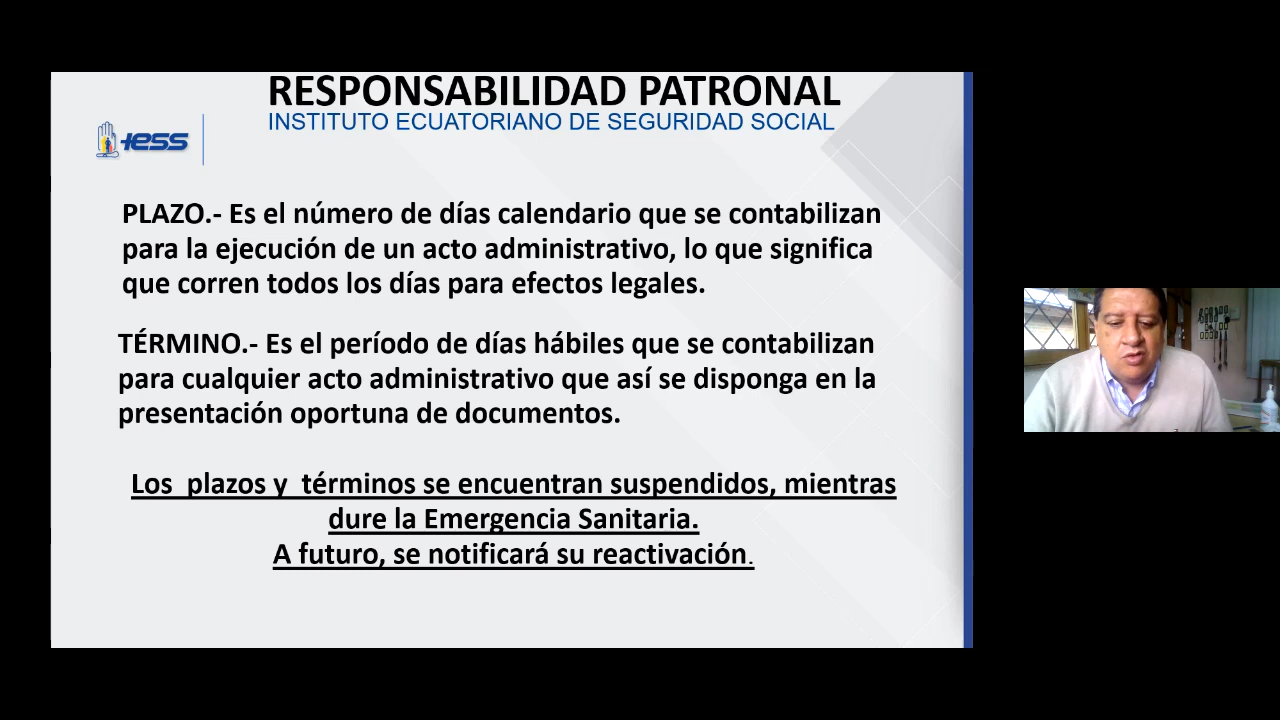 RESPONSABILIDAD PATRONAL
INSTITUTO ECUATORIANO DE SEGURIDAD SOCIAL
IESS
PLAZO.- Es el número de días calendario que se contabilizan
para la ejecución de un acto administrativo, lo que significa
que corren todos los días para efectos legales.
TÉRMINO.- Es el período de días hábiles que se contabilizan
para cualquier acto administrativo que así se disponga en la
presentación oportuna de documentos.
Los plazos y términos se encuentran suspendidos, mientras
dure la Emergencia Sanitaria.
A futuro, se notificará su reactivación.